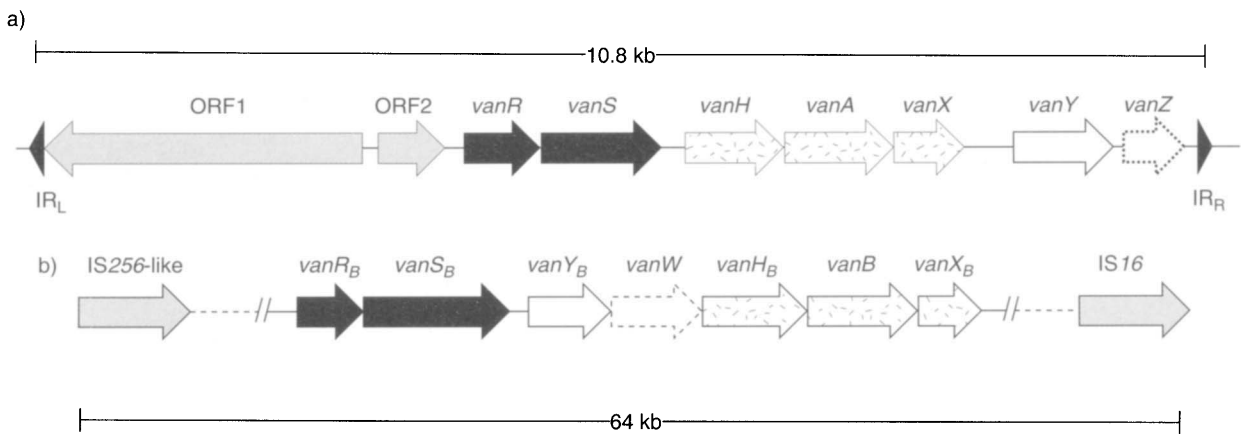 a)
10.8 kb
ORF1 ORF2 vanR vanS vanH vanA vanX vanY vanZ
IRL IRR
b) IS256-like vanRB vanSB vanYB vanW vanHB vanB vanXB IS16
64 kb